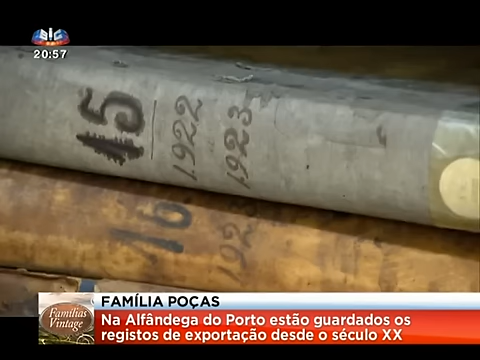 SIC
20:57
15
1922
1923
16
1923
FAMÍLIA POÇAS
Famílias
Vintage
Na Alfândega do Porto estão guardados os
registos de exportação desde o século XX